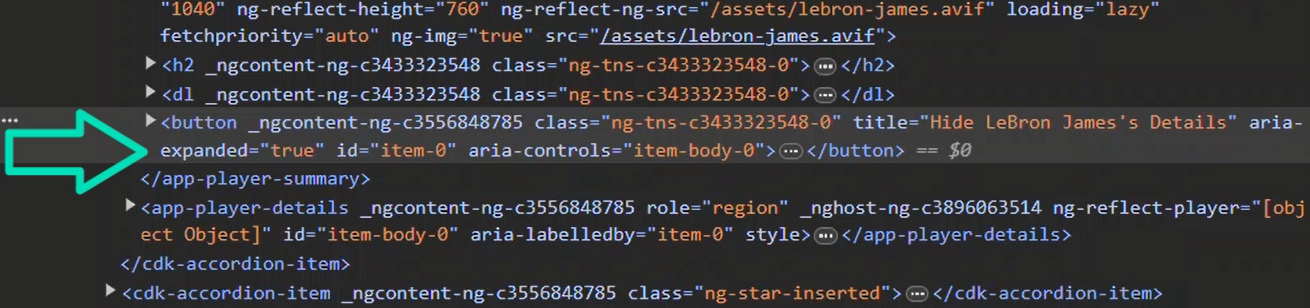 "1040" ng-reflect-height="760" ng-reflect-ng-src="/assets/lebron-james.avif" loading="lazy"
fetchpriority="auto" ng-img="true" src="/assets/lebron-james.avif">
<h2 _ngcontent-ng-c3433323548 class="ng-tns-c3433323548-0">…</h2>
<dl _ngcontent-ng-c3433323548 class="ng-tns-c3433323548-0">…</dl>
<button _ngcontent-ng-c3556848785 class="ng-tns-c3433323548-0" title="Hide LeBron James's Details" aria-
expanded="true" id="item-0" aria-controls="item-body-0">…</button> == $0
</app-player-summary>
<app-player-details _ngcontent-ng-c3556848785 role="region" _nghost-ng-c3896063514 ng-reflect-player="[obj
ect Object]" id="item-body-0" aria-labelledby="item-0" style>…</app-player-details>
</cdk-accordion-item>
<cdk-accordion-item _ngcontent-ng-c3556848785 class="ng-star-inserted">…</cdk-accordion-item>